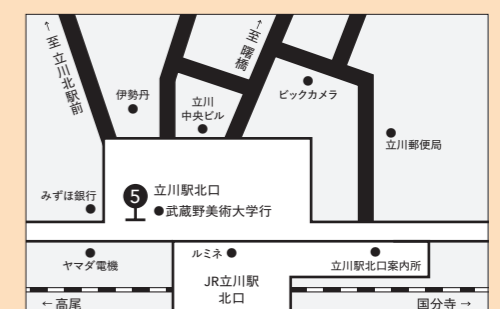 ←至 立川北駅前
←至 曙橋
伊勢丹
立川
中央ビル
ビックカメラ
立川郵便局
みずほ銀行
5
立川駅北口
●武蔵野美術大学行
ヤマダ電機
ルミネ
立川駅北口案内所
JR立川駅
北口
←高尾
国分寺→